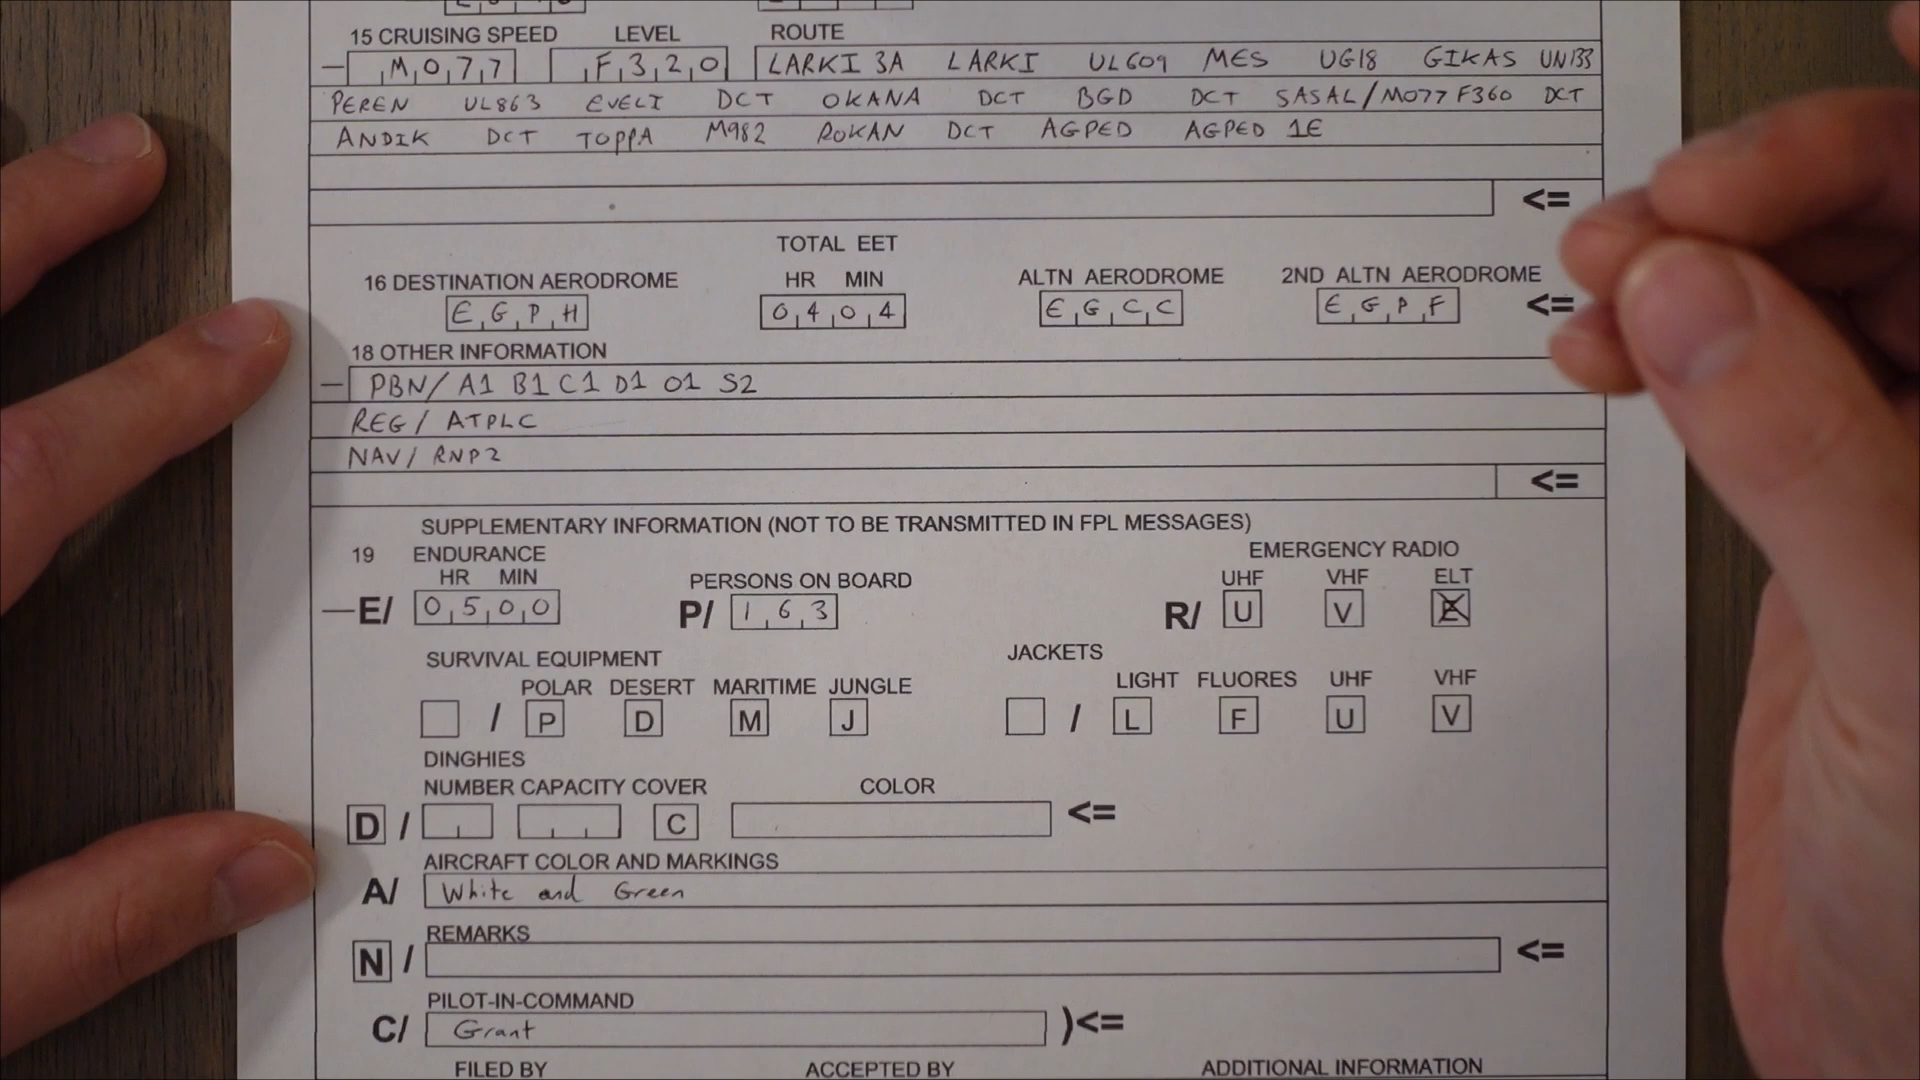 15 CRUISING SPEED LEVEL ROUTE
— M 0 7 7 F 3 2 0 LARKI 3A LARKI UL609 MES UG18 GIKAS UN133
PEREN UL863 EVELI DCT OKANA DCT BGD DCT SASAL/M077 F360 DCT
ANDIK DCT TOPPA M982 ROKAN DCT AGPED AGPED 1E
<=
TOTAL EET
16 DESTINATION AERODROME HR MIN ALTN AERODROME 2ND ALTN AERODROME
E G P H 0 4 0 4 E G C C E G P F <=
18 OTHER INFORMATION
— PBN/ A1 B1 C1 D1 O1 S2
REG/ ATPLC
NAV/ RNP2
<=
SUPPLEMENTARY INFORMATION (NOT TO BE TRANSMITTED IN FPL MESSAGES)
19 ENDURANCE EMERGENCY RADIO
HR MIN PERSONS ON BOARD UHF VHF ELT
—E/ 0 5 0 0 P/ 1 6 3 R/ U V E
SURVIVAL EQUIPMENT JACKETS
POLAR DESERT MARITIME JUNGLE LIGHT FLUORES UHF VHF
/ P D M J / L F U V
DINGHIES
NUMBER CAPACITY COVER COLOR
D / C <=
AIRCRAFT COLOR AND MARKINGS
A/ White and Green
REMARKS
N / <=
PILOT-IN-COMMAND
C/ Grant )<=
FILED BY ACCEPTED BY ADDITIONAL INFORMATION